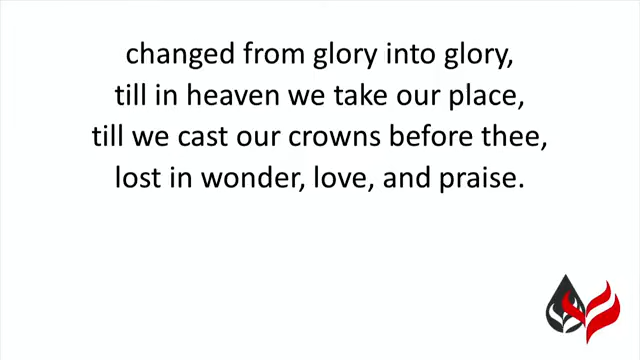 changed from glory into glory,
till in heaven we take our place,
till we cast our crowns before thee,
lost in wonder, love, and praise.